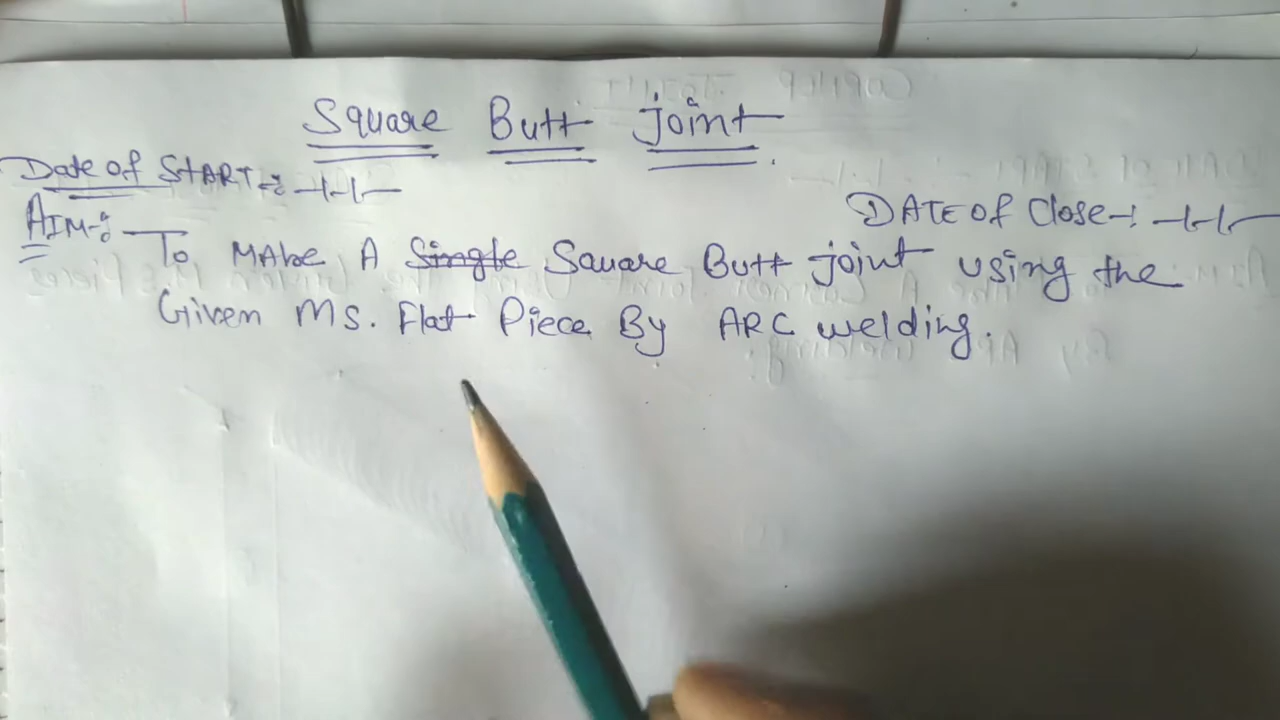 Square Butt joint
Date of START-: -/-/-
DATE of Close-: -/-/-
AIM-: To MAke A Single Square Butt joint using the
Given MS. Flat Piece By ARC welding.